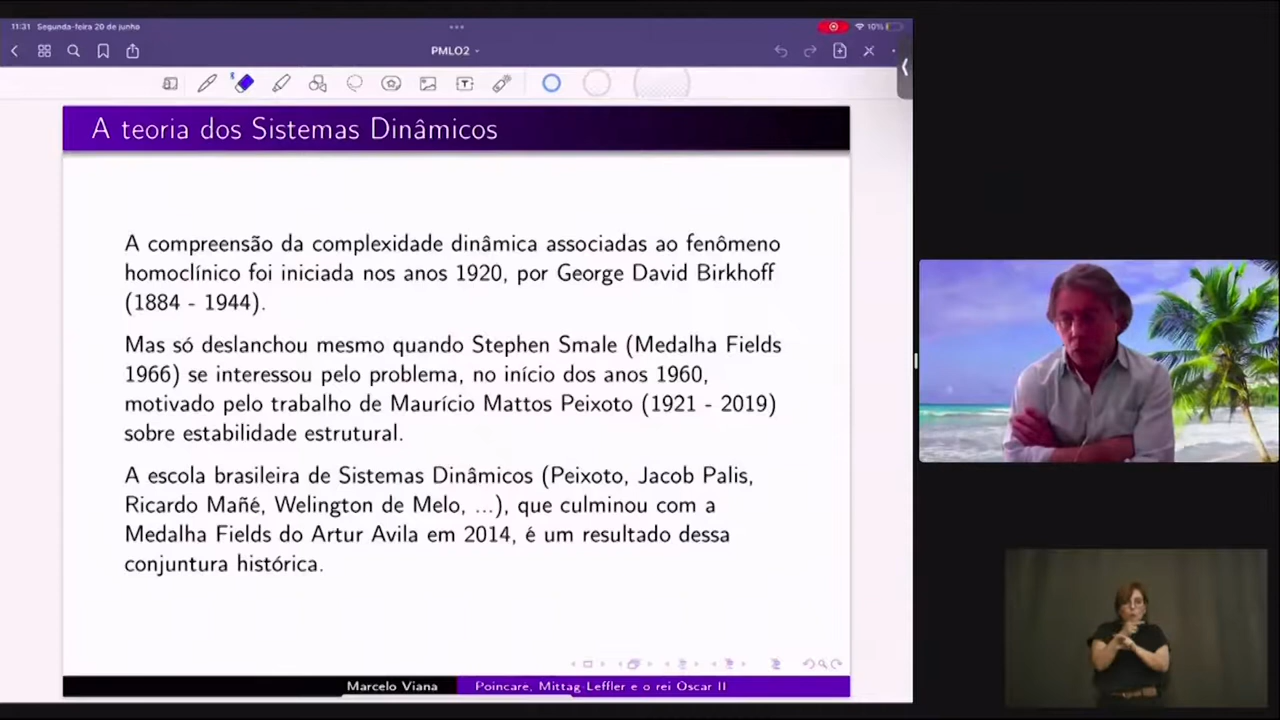 11:31 Segunda-feira 20 de junho
10%
PMLO2
A teoria dos Sistemas Dinâmicos
A compreensão da complexidade dinâmica associadas ao fenômeno
homoclínico foi iniciada nos anos 1920, por George David Birkhoff
(1884 - 1944).
Mas só deslanchou mesmo quando Stephen Smale (Medalha Fields
1966) se interessou pelo problema, no início dos anos 1960,
motivado pelo trabalho de Maurício Mattos Peixoto (1921 - 2019)
sobre estabilidade estrutural.
A escola brasileira de Sistemas Dinâmicos (Peixoto, Jacob Palis,
Ricardo Mañé, Welington de Melo, ...), que culminou com a
Medalha Fields do Artur Avila em 2014, é um resultado dessa
conjuntura histórica.
Marcelo Viana Poincare, Mittag-Leffler e o rei Oscar II